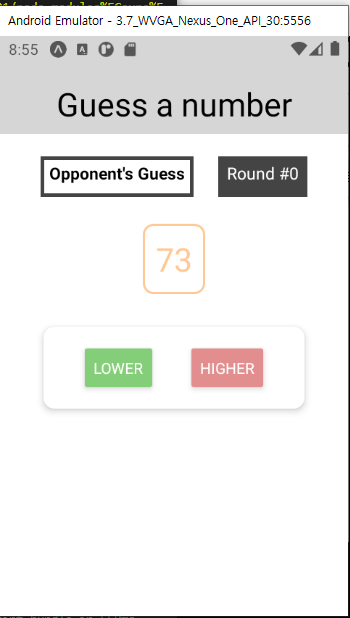 Android Emulator - 3.7_WVGA_Nexus_One_API_30:5556
8:55
Guess a number
Opponent's Guess
Round #0
73
LOWER
HIGHER